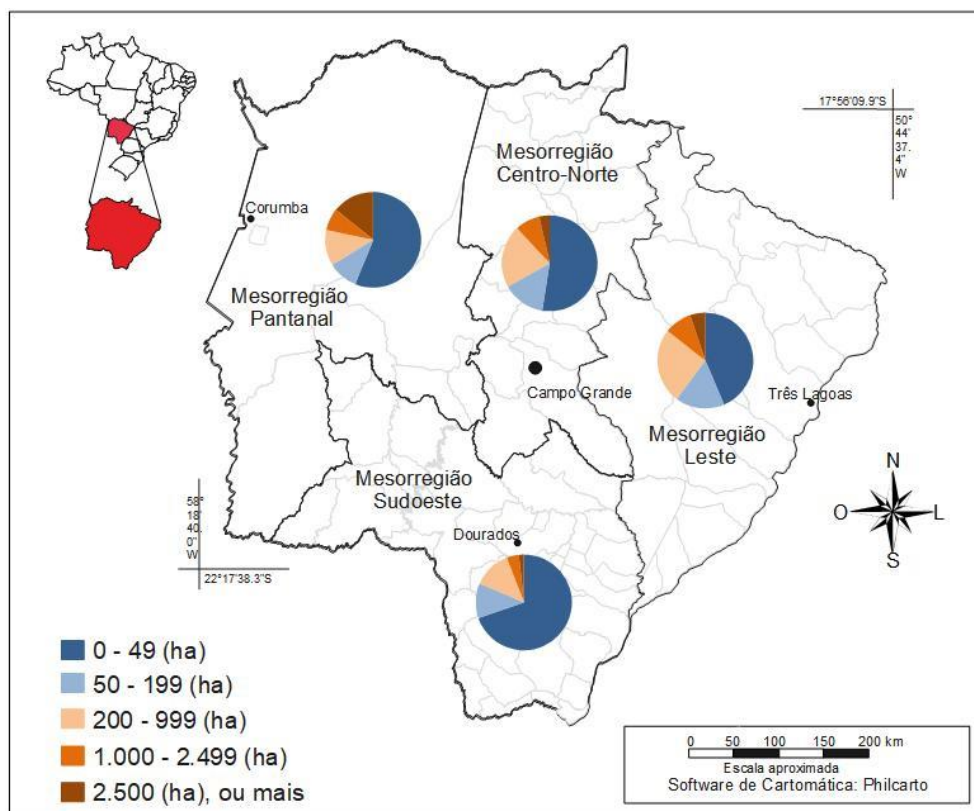 17°56'09.9"S
50°
44'
37.
4"
W
Mesorregião
Centro-Norte
Corumba
Mesorregião
Pantanal
Campo Grande
Três Lagoas
Mesorregião
Leste
Mesorregião
Sudoeste
N
O
L
S
58°
18'
40.
0"
W
Dourados
22°17'38.3"S
0 - 49 (ha)
50 - 199 (ha)
200 - 999 (ha)
1.000 - 2.499 (ha)
2.500 (ha), ou mais
0 50 100 150 200 km
Escala aproximada
Software de Cartomática: Philcarto